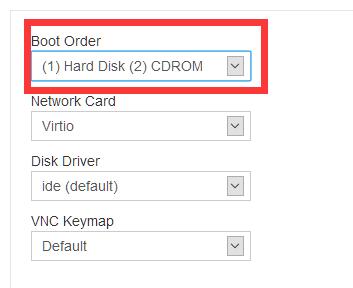 Boot Order
(1) Hard Disk (2) CDROM
Network Card
Virtio
Disk Driver
ide (default)
VNC Keymap
Default